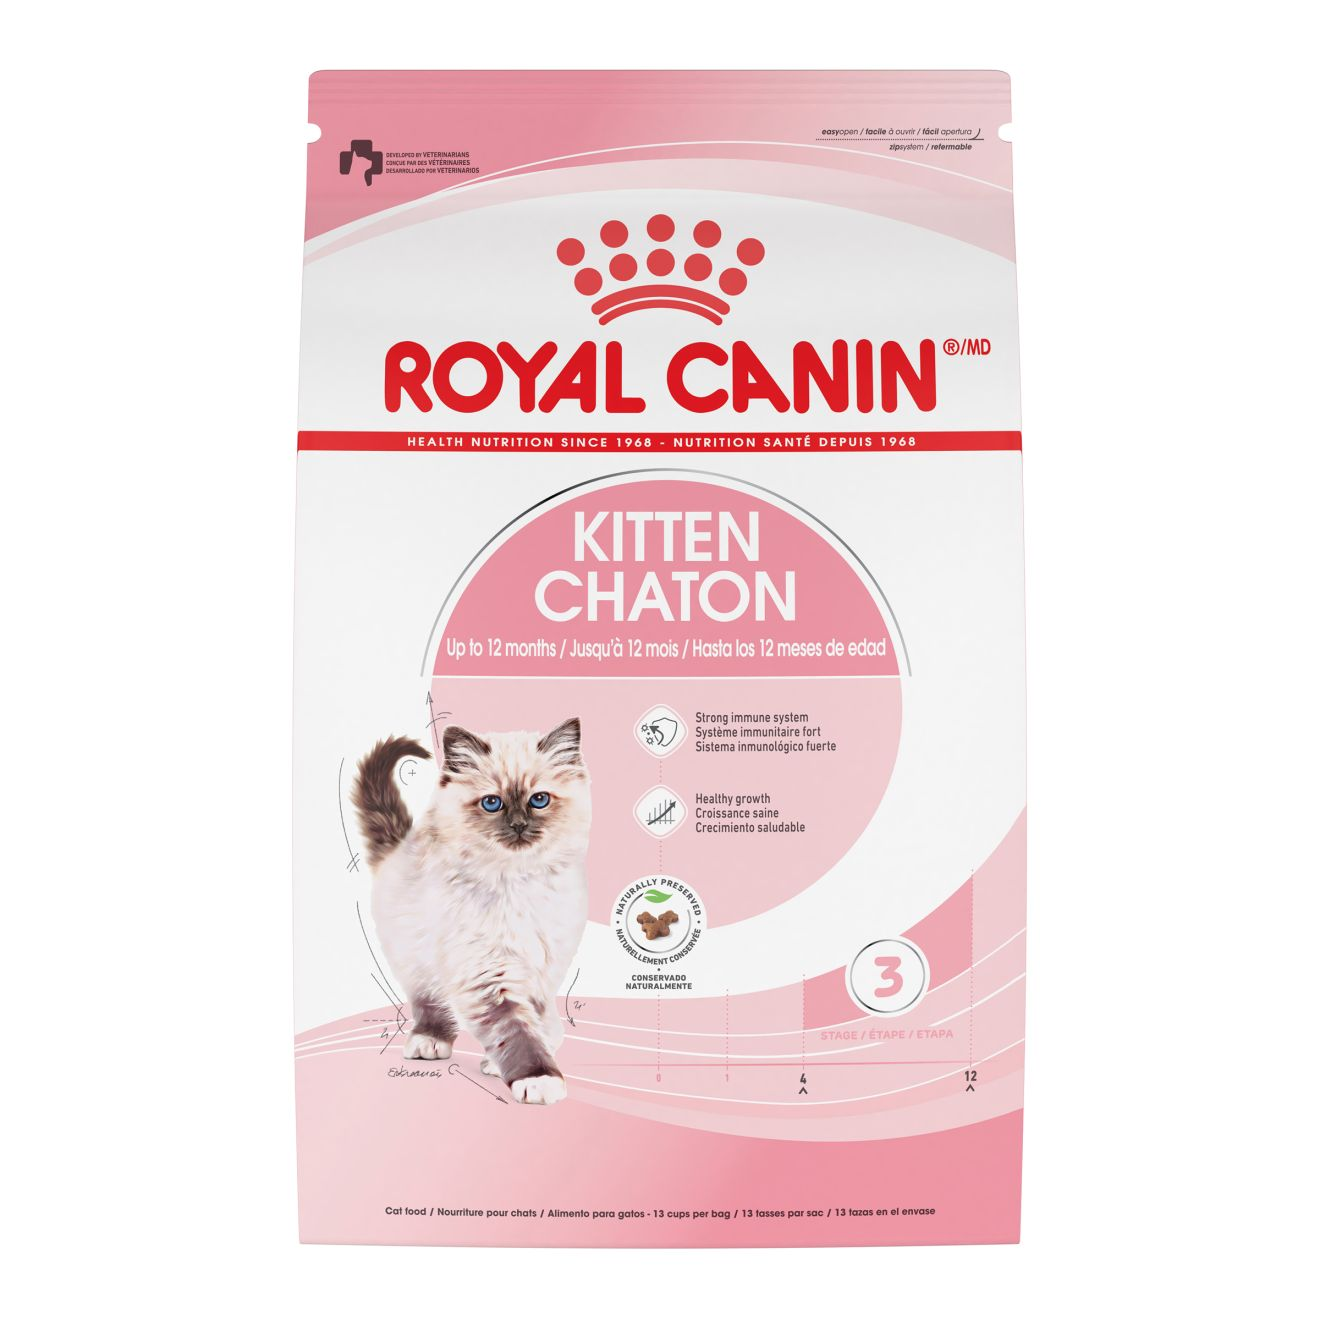 easyopen / facile à ouvrir / fácil apertura
zipsystem / refermable
DEVELOPED BY VETERINARIANS
CONÇUE PAR DES VÉTÉRINAIRES
DESARROLLADO POR VETERINARIOS
ROYAL CANIN®/MD
HEALTH NUTRITION SINCE 1968 - NUTRITION SANTÉ DEPUIS 1968
KITTEN
CHATON
Up to 12 months / Jusqu'à 12 mois / Hasta los 12 meses de edad
Strong immune system
Système immunitaire fort
Sistema inmunológico fuerte
Healthy growth
Croissance saine
Crecimiento saludable
• NATURALLY PRESERVED •
NATURELLEMENT CONSERVÉE
•
CONSERVADO
NATURALMENTE
3
STAGE / ÉTAPE / ETAPA
0 1 4 12
Cat food / Nourriture pour chats / Alimento para gatos - 13 cups per bag / 13 tasses par sac / 13 tazas en el envase